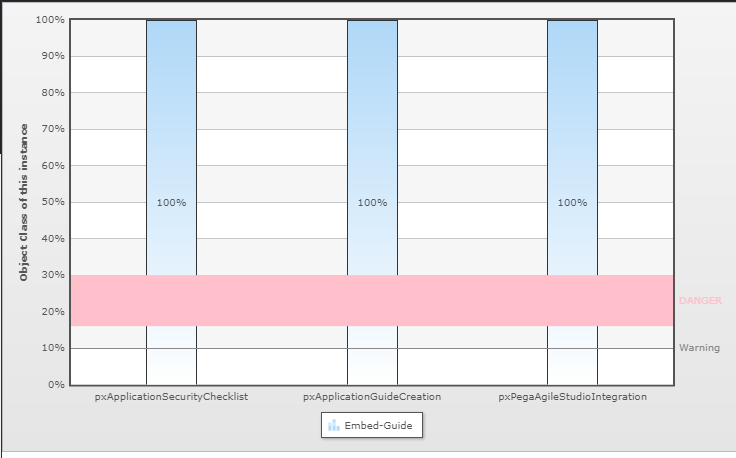 100%
90%
80%
70%
60%
50%
40%
30%
20%
10%
0%
Object Class of this instance
100%
100%
100%
DANGER
Warning
pxApplicationSecurityChecklist
pxApplicationGuideCreation
pxPegaAgileStudioIntegration
Embed-Guide